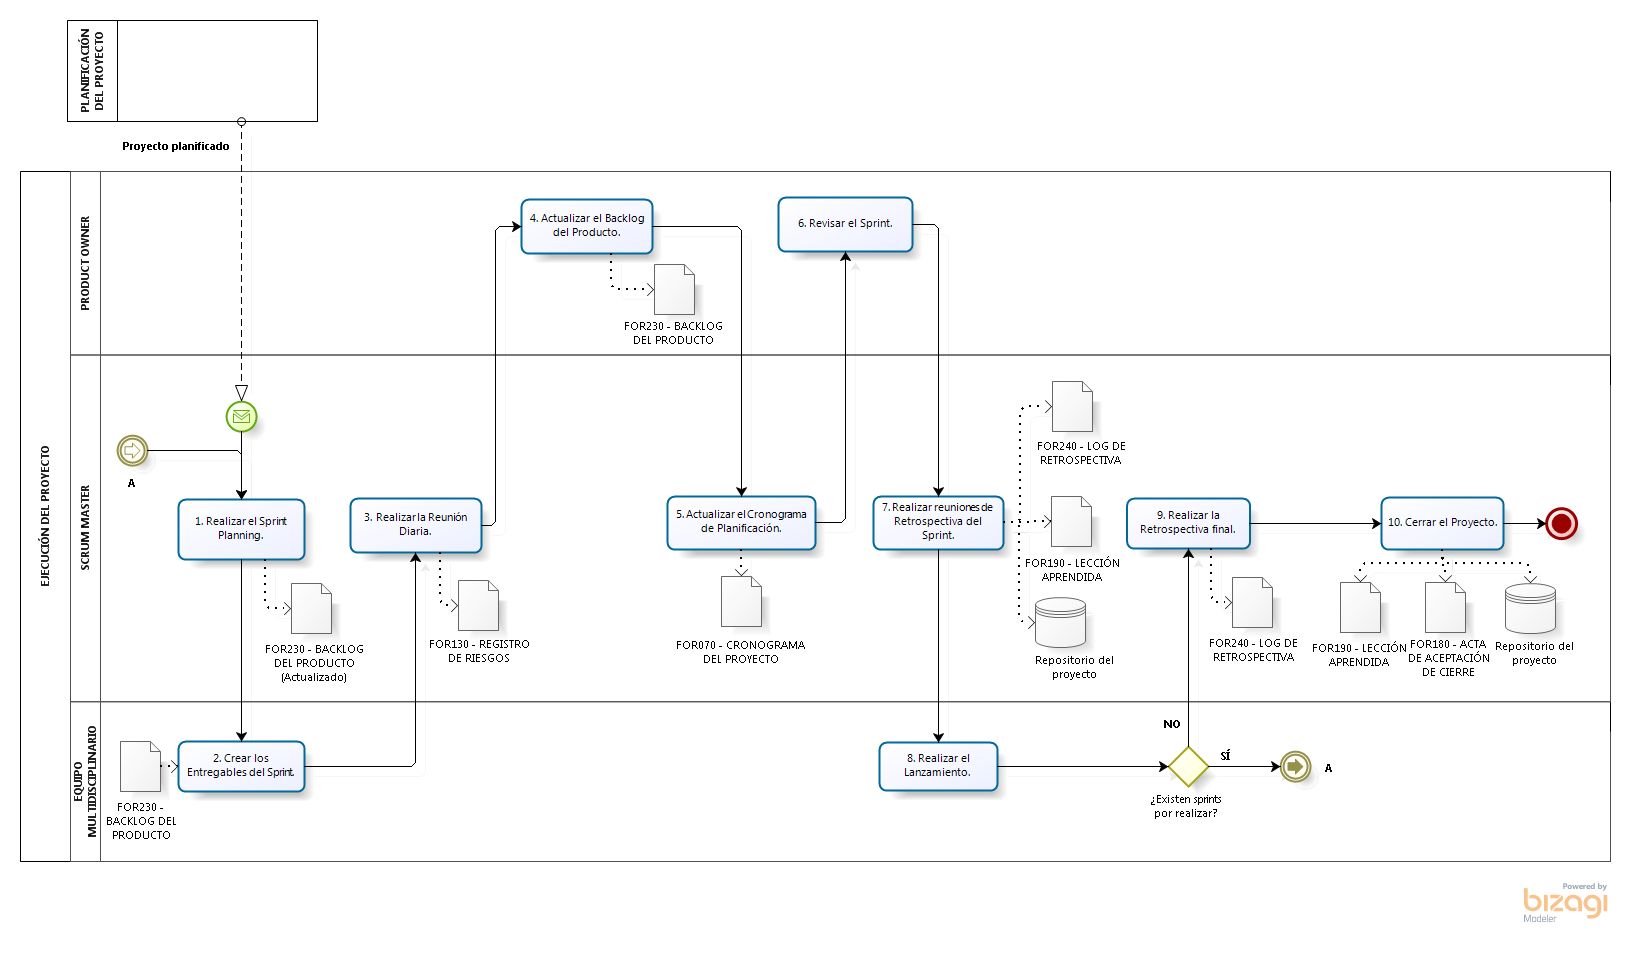 PLANIFICACIÓN
DEL PROYECTO
Proyecto planificado
EJECUCIÓN DEL PROYECTO
PRODUCT OWNER
4. Actualizar el Backlog
del Producto.
FOR230 - BACKLOG
DEL PRODUCTO
6. Revisar el Sprint.
SCRUM MASTER
A
1. Realizar el Sprint
Planning.
FOR230 - BACKLOG
DEL PRODUCTO
(Actualizado)
3. Realizar la Reunión
Diaria.
FOR130 - REGISTRO
DE RIESGOS
5. Actualizar el Cronograma
de Planificación.
FOR070 - CRONOGRAMA
DEL PROYECTO
7. Realizar reuniones de
Retrospectiva del
Sprint.
FOR240 - LOG DE
RETROSPECTIVA
FOR190 - LECCIÓN
APRENDIDA
Repositorio del
proyecto
9. Realizar la
Retrospectiva final.
FOR240 - LOG DE
RETROSPECTIVA
10. Cerrar el Proyecto.
FOR190 - LECCIÓN
APRENDIDA
FOR180 - ACTA
DE ACEPTACIÓN
DE CIERRE
Repositorio del
proyecto
EQUIPO
MULTIDISCIPLINARIO
FOR230 -
BACKLOG DEL
PRODUCTO
2. Crear los
Entregables del Sprint.
8. Realizar el
Lanzamiento.
NO
SÍ
¿Existen sprints
por realizar?
A
Powered by
bizagi
Modeler